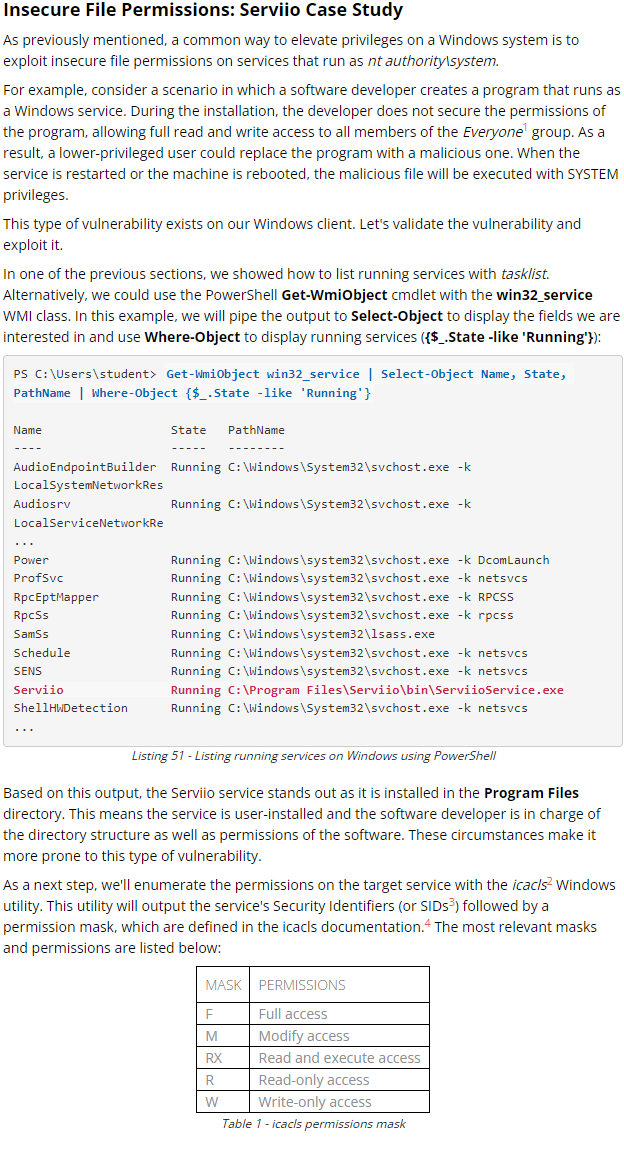 Insecure File Permissions: Serviio Case Study
As previously mentioned, a common way to elevate privileges on a Windows system is to
exploit insecure file permissions on services that run as nt authority\system.
For example, consider a scenario in which a software developer creates a program that runs as
a Windows service. During the installation, the developer does not secure the permissions of
the program, allowing full read and write access to all members of the Everyone1 group. As a
result, a lower-privileged user could replace the program with a malicious one. When the
service is restarted or the machine is rebooted, the malicious file will be executed with SYSTEM
privileges.
This type of vulnerability exists on our Windows client. Let's validate the vulnerability and
exploit it.
In one of the previous sections, we showed how to list running services with tasklist.
Alternatively, we could use the PowerShell Get-WmiObject cmdlet with the win32_service
WMI class. In this example, we will pipe the output to Select-Object to display the fields we are
interested in and use Where-Object to display running services ({$_.State -like 'Running'}):
PS C:\Users\student> Get-WmiObject win32_service | Select-Object Name, State,
PathName | Where-Object {$_.State -like 'Running'}
Name State PathName
---- ----- --------
AudioEndpointBuilder Running C:\Windows\System32\svchost.exe -k
LocalSystemNetworkRes
Audiosrv Running C:\Windows\System32\svchost.exe -k
LocalServiceNetworkRe
...
Power Running C:\Windows\system32\svchost.exe -k DcomLaunch
ProfSvc Running C:\Windows\system32\svchost.exe -k netsvcs
RpcEptMapper Running C:\Windows\system32\svchost.exe -k RPCSS
RpcSs Running C:\Windows\system32\svchost.exe -k rpcss
SamSs Running C:\Windows\system32\lsass.exe
Schedule Running C:\Windows\system32\svchost.exe -k netsvcs
SENS Running C:\Windows\system32\svchost.exe -k netsvcs
Serviio Running C:\Program Files\Serviio\bin\ServiioService.exe
ShellHWDetection Running C:\Windows\System32\svchost.exe -k netsvcs
...
Listing 51 - Listing running services on Windows using PowerShell
Based on this output, the Serviio service stands out as it is installed in the Program Files
directory. This means the service is user-installed and the software developer is in charge of
the directory structure as well as permissions of the software. These circumstances make it
more prone to this type of vulnerability.
As a next step, we'll enumerate the permissions on the target service with the icacls2 Windows
utility. This utility will output the service's Security Identifiers (or SIDs3) followed by a
permission mask, which are defined in the icacls documentation.4 The most relevant masks
and permissions are listed below:
MASK PERMISSIONS
F Full access
M Modify access
RX Read and execute access
R Read-only access
W Write-only access
Table 1 - icacls permissions mask